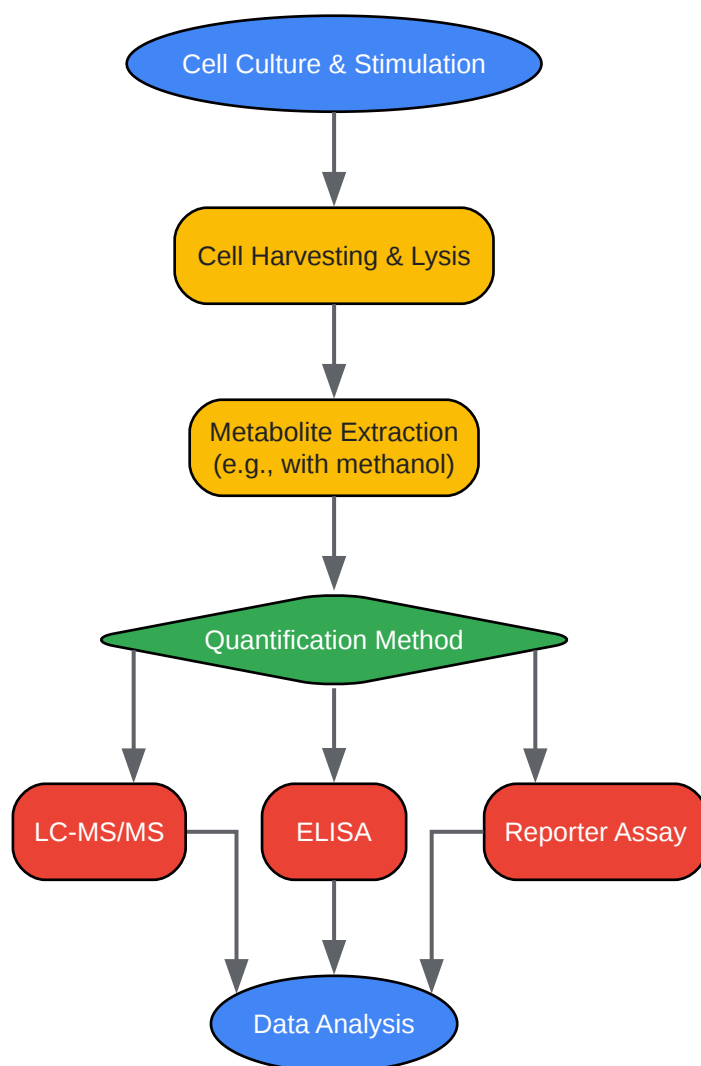 Cell Culture & Stimulation
Cell Harvesting & Lysis
Metabolite Extraction
(e.g., with methanol)
Quantification Method
LC-MS/MS
ELISA
Reporter Assay
Data Analysis